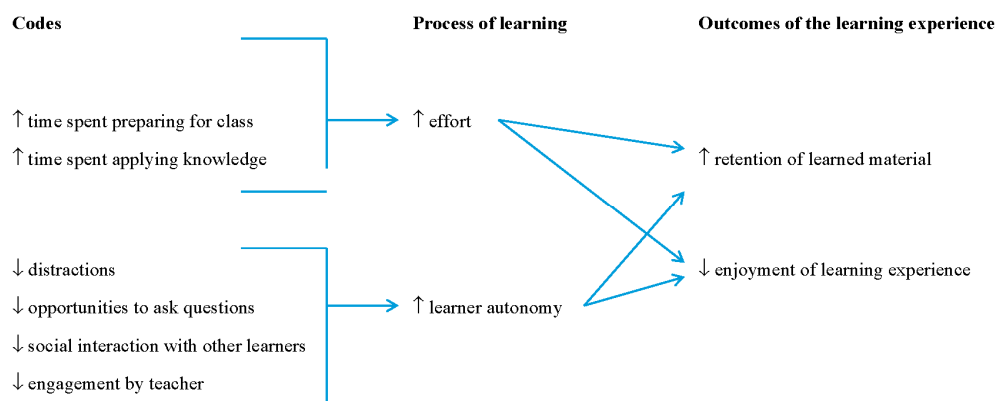 Codes
Process of learning
Outcomes of the learning experience
↑ time spent preparing for class
↑ effort
↑ time spent applying knowledge
↑ retention of learned material
↓ distractions
↓ enjoyment of learning experience
↓ opportunities to ask questions
↑ learner autonomy
↓ social interaction with other learners
↓ engagement by teacher